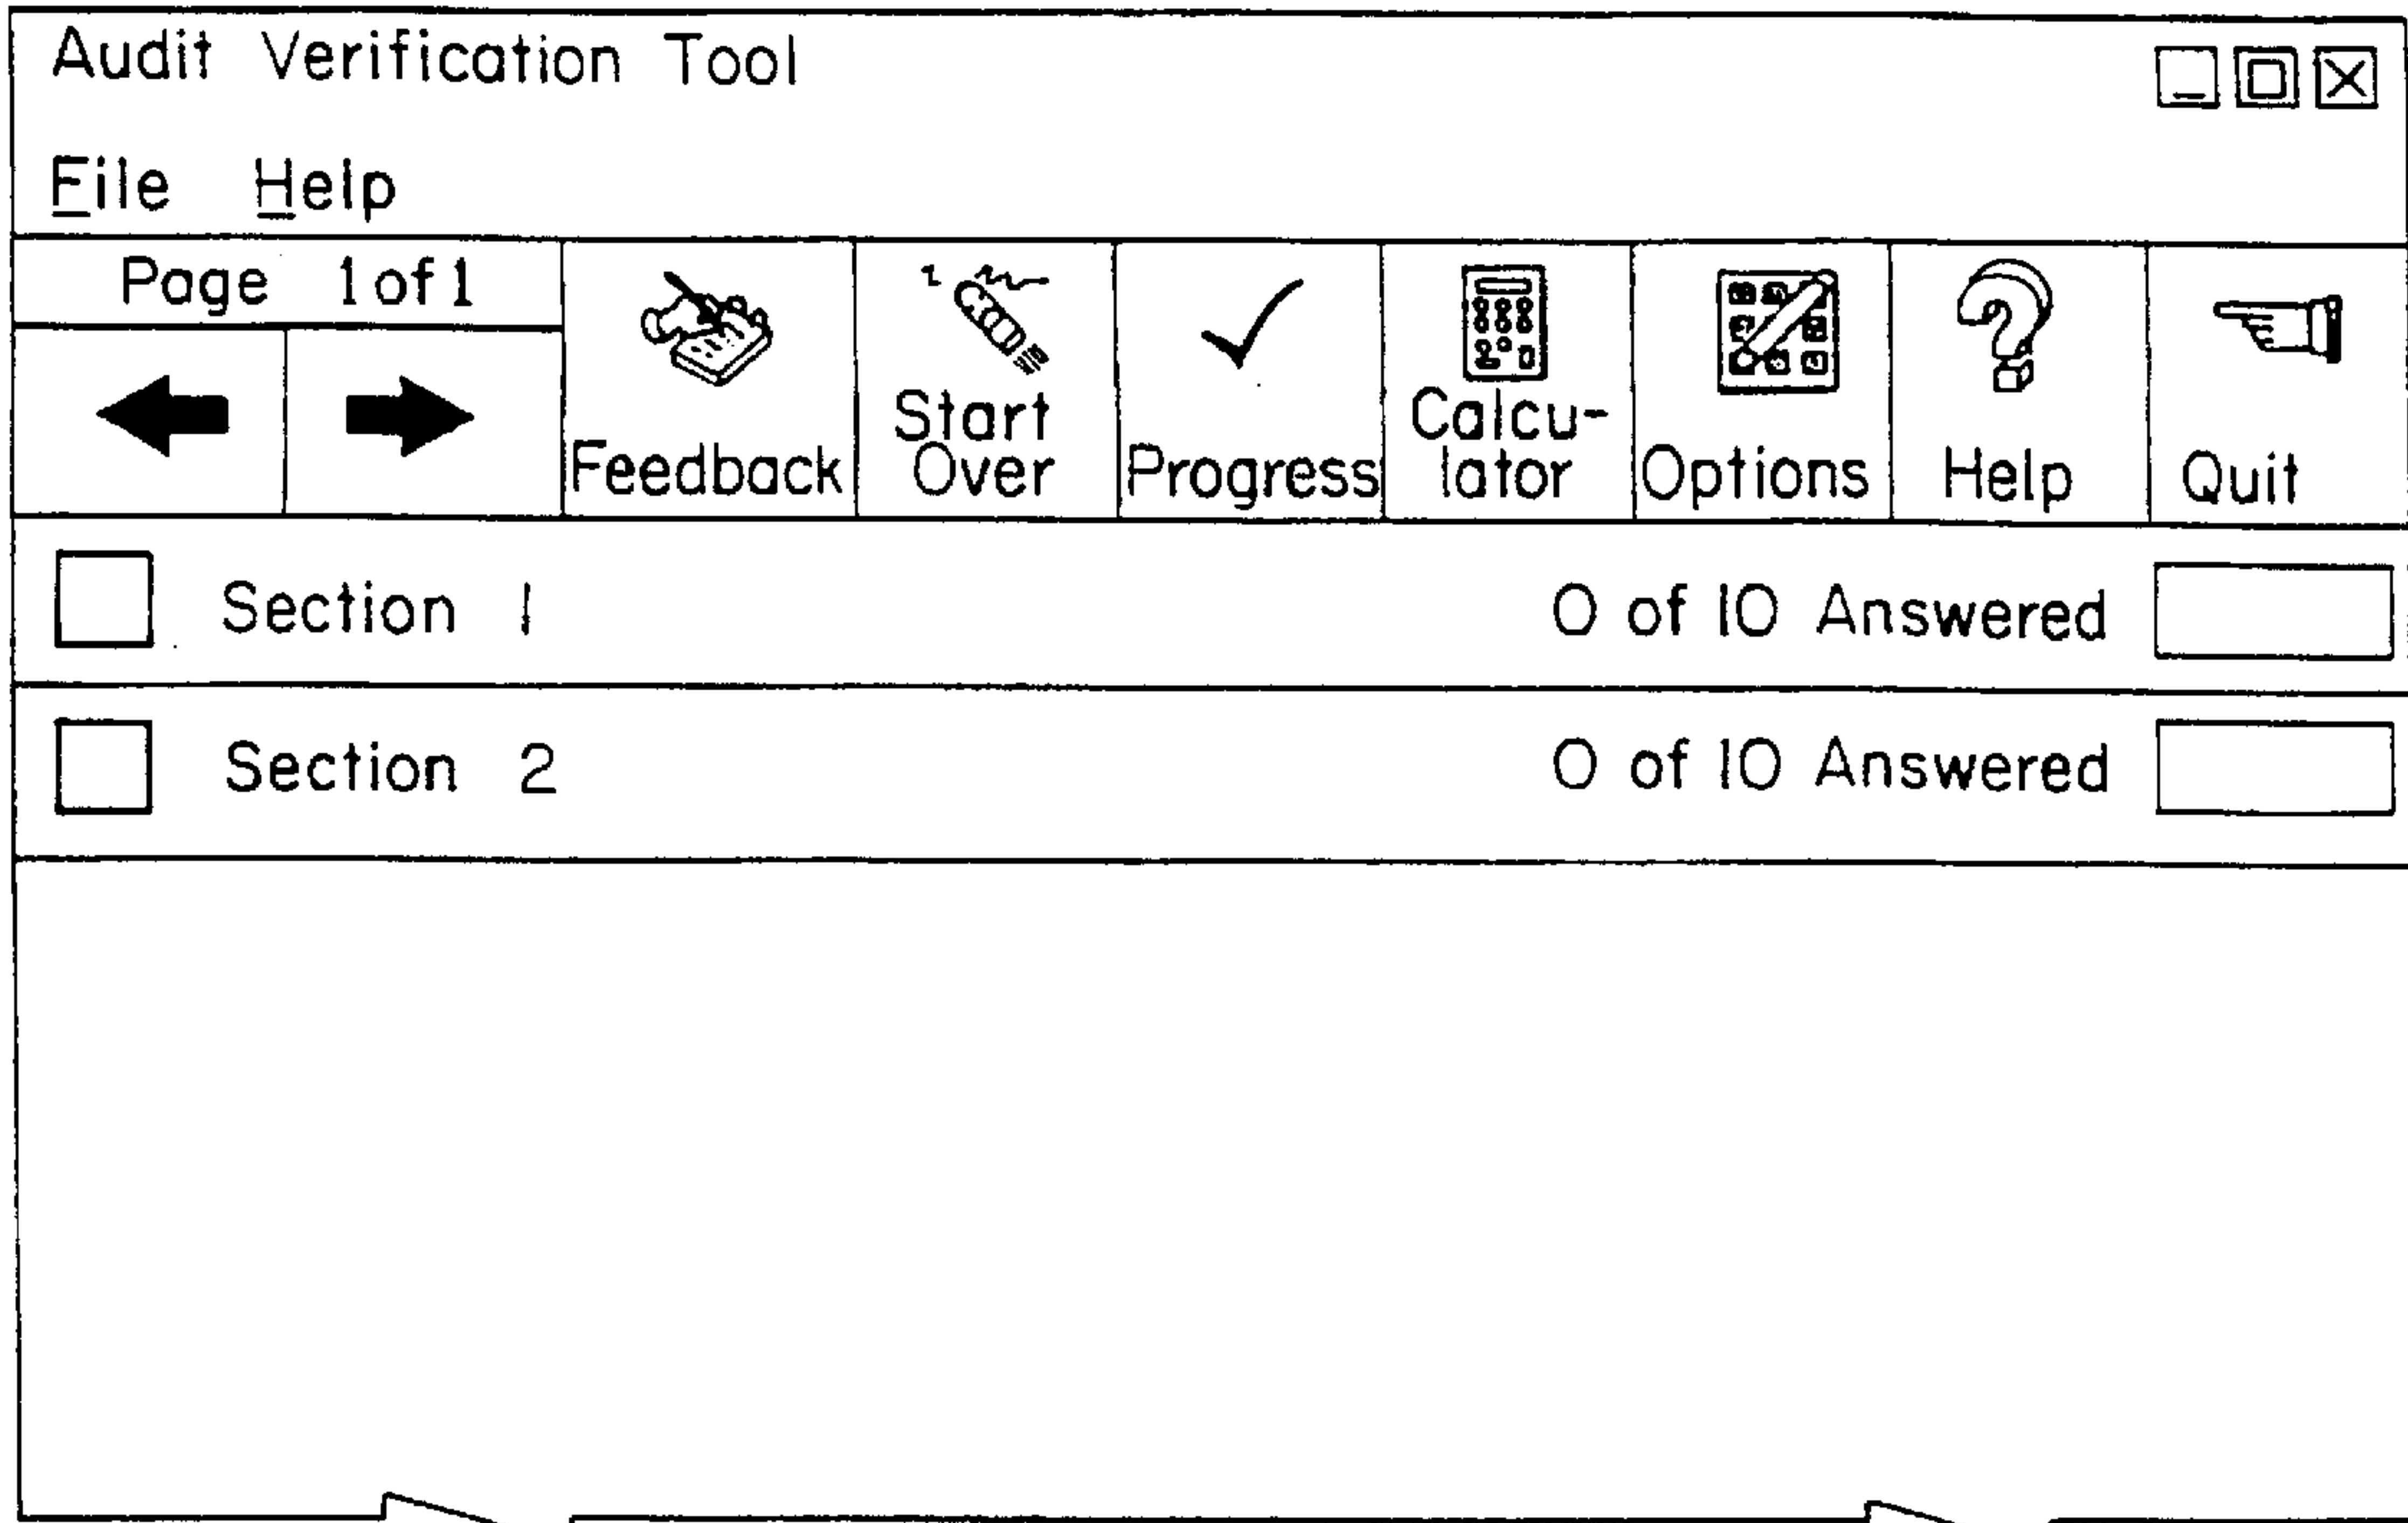 Audit Verification Tool
File Help
Page 1 of 1
Feedback
Start
Over
Progress
Calcu-
lator
Options
Help
Quit
Section 1 0 of 10 Answered
Section 2 0 of 10 Answered